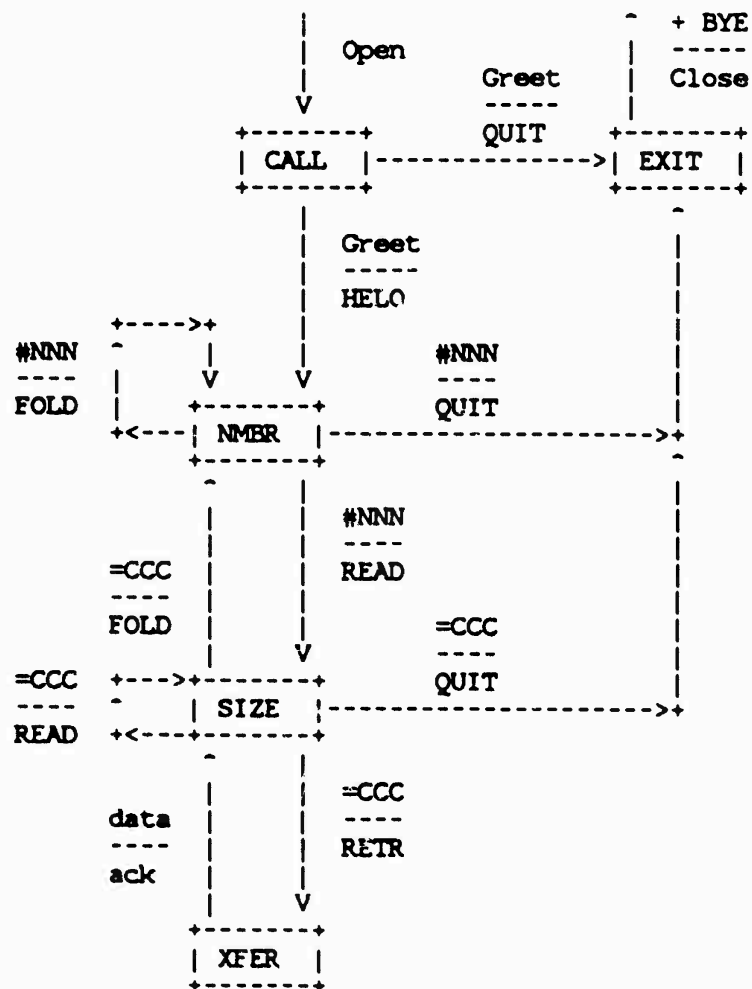 + BYE
Open
Greet
Close
QUIT
CALL
EXIT
Greet
HELO
#NNN
#NNN
FOLD
QUIT
NMBR
#NNN
=CCC
READ
FOLD
=CCC
=CCC
QUIT
SIZE
READ
=CCC
data
RETR
ack
XFER